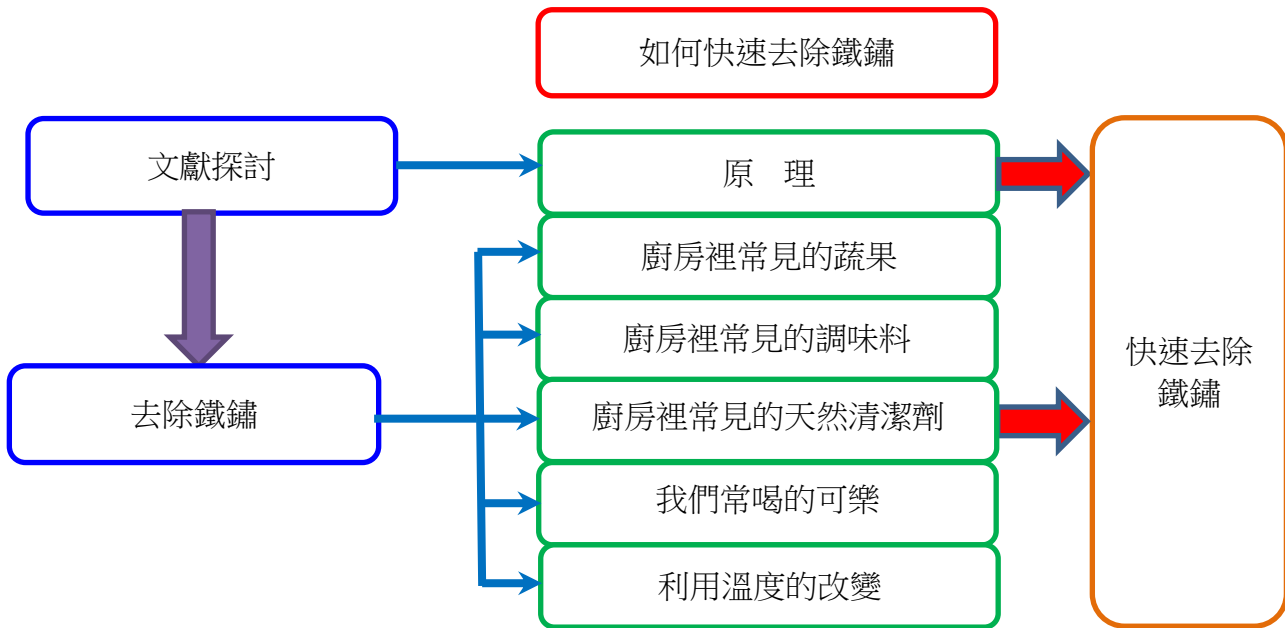 如何快速去除鐵鏽
文獻探討
原 理
廚房裡常見的蔬果
廚房裡常見的調味料
去除鐵鏽
廚房裡常見的天然清潔劑
我們常喝的可樂
利用溫度的改變
快速去除
鐵鏽